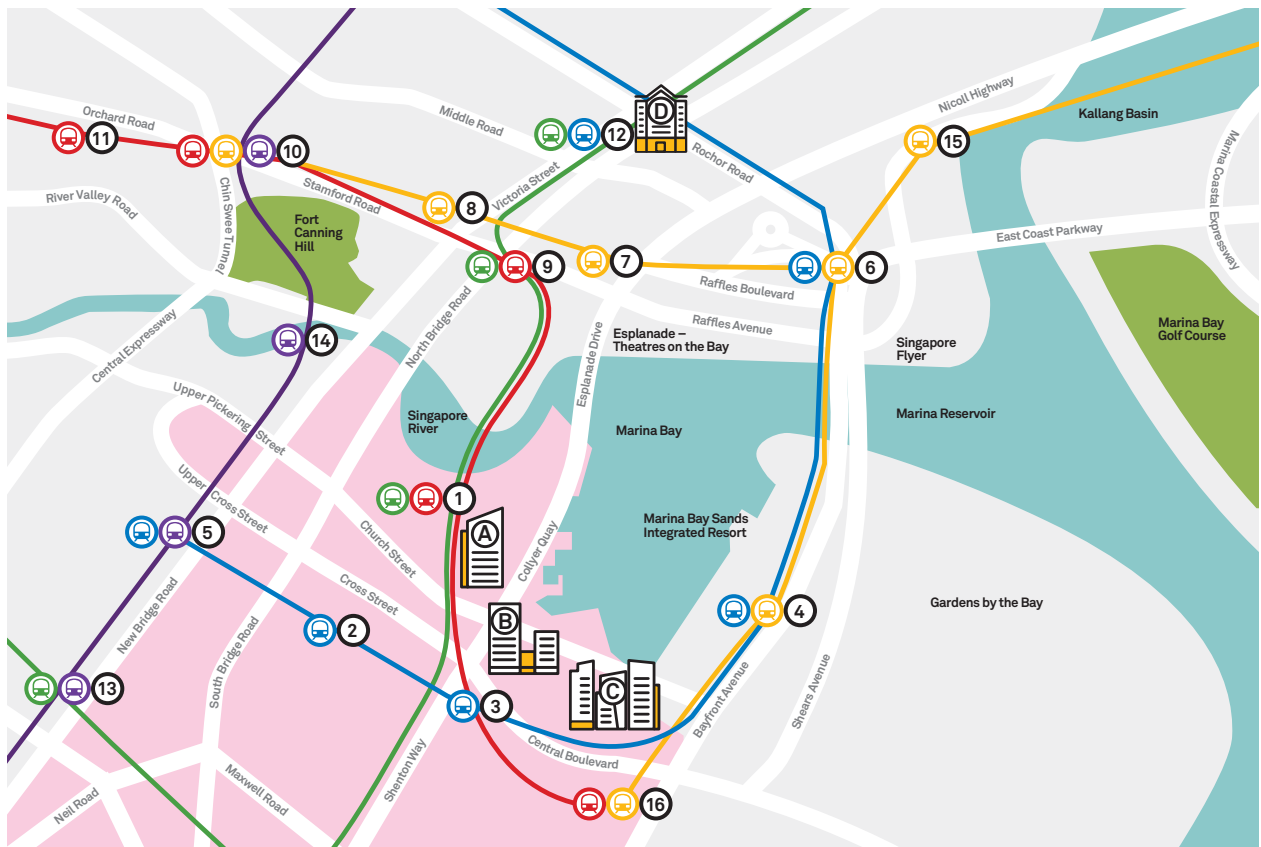 Orchard Road
11
10
Middle Road
12
D
Rochor Road
Nicoll Highway
15
Kallang Basin
Marina Coastal Expressway
River Valley Road
Chin Swee Tunnel
Stamford Road
Victoria Street
8
Fort
Canning
Hill
9
7
6
East Coast Parkway
Raffles Boulevard
Raffles Avenue
Central Expressway
14
North Bridge Road
Esplanade Drive
Esplanade –
Theatres on the Bay
Singapore
Flyer
Marina Bay
Golf Course
Upper Pickering Street
Singapore
River
Marina Bay
Marina Reservoir
Upper Cross Street
1
A
Church Street
Collyer Quay
Marina Bay Sands
Integrated Resort
5
Cross Street
B
4
Gardens by the Bay
New Bridge Road
2
South Bridge Road
13
3
C
Bayfront Avenue
Shears Avenue
Central Boulevard
Shenton Way
Maxwell Road
Neil Road
16